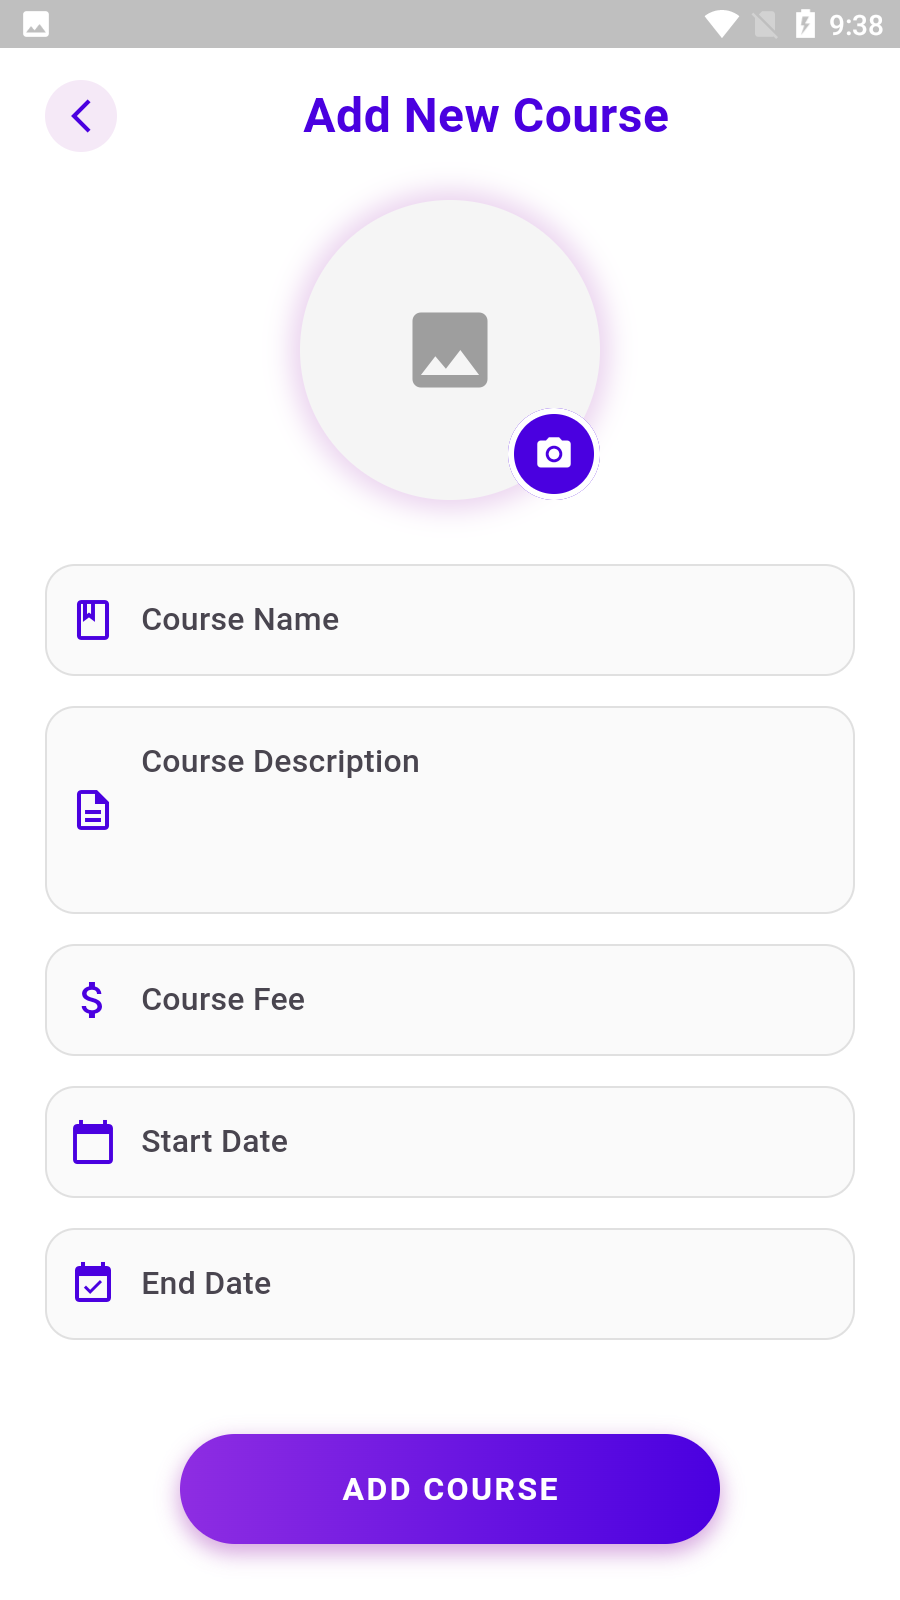 9:38
Add New Course
Course Name
Course Description
Course Fee
Start Date
End Date
ADD COURSE